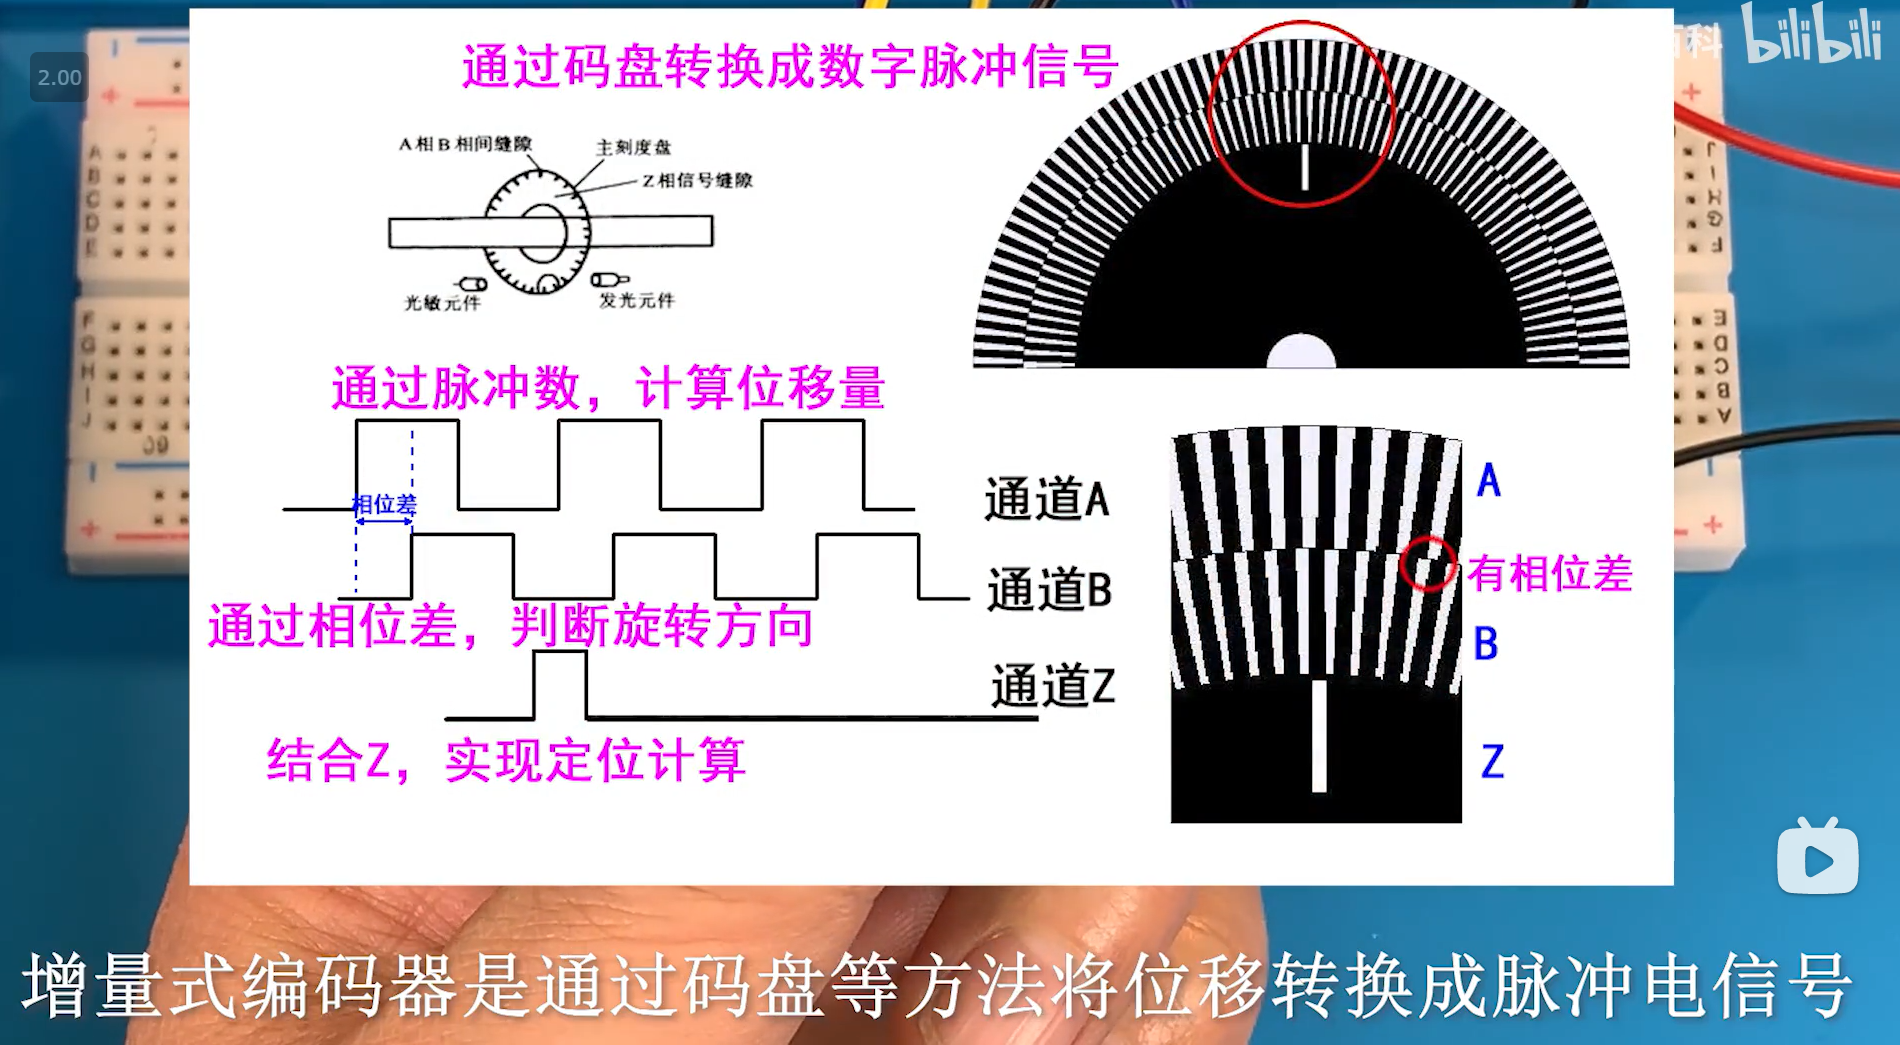 2.00
bilibili
通过码盘转换成数字脉冲信号
A相B相间缝隙
主刻度盘
Z相信号缝隙
光敏元件
发光元件
通过脉冲数，计算位移量
相位差
通道A
通道B
通过相位差，判断旋转方向
通道Z
结合Z，实现定位计算
A
有相位差
B
Z
A
B
C
D
E
F
G
H
I
J
J
I
H
G
F
E
D
C
B
A
增量式编码器是通过码盘等方法将位移转换成脉冲电信号